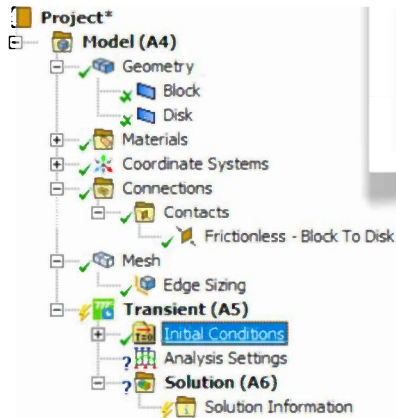 Project*
Model (A4)
Geometry
Block
Disk
Materials
Coordinate Systems
Connections
Contacts
Frictionless - Block To Disk
Mesh
Edge Sizing
Transient (A5)
T=0
Initial Conditions
Analysis Settings
Solution (A6)
Solution Information